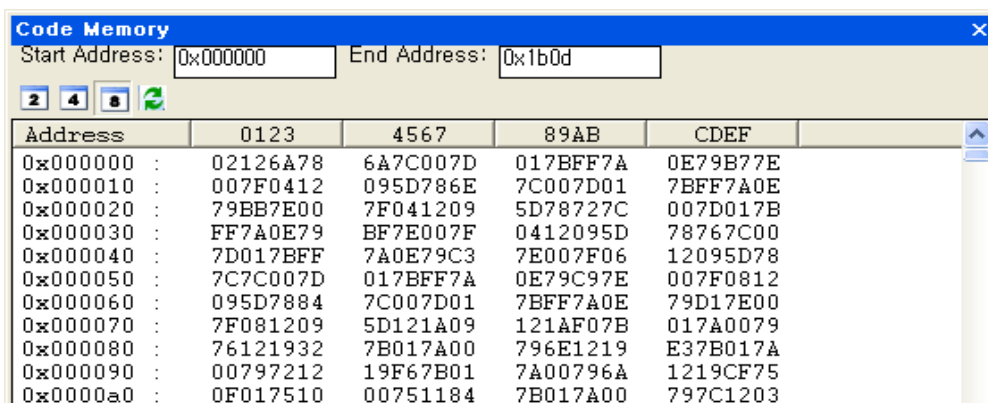 Code Memory
Start Address: 0x000000 End Address: 0x1b0d
2 4 8
Address 0123 4567 89AB CDEF
0x000000 : 02126A78 6A7C007D 017BFF7A 0E79B77E
0x000010 : 007F0412 095D786E 7C007D01 7BFF7A0E
0x000020 : 79BB7E00 7F041209 5D78727C 007D017B
0x000030 : FF7A0E79 BF7E007F 0412095D 78767C00
0x000040 : 7D017BFF 7A0E79C3 7E007F06 12095D78
0x000050 : 7C7C007D 017BFF7A 0E79C97E 007F0812
0x000060 : 095D7884 7C007D01 7BFF7A0E 79D17E00
0x000070 : 7F081209 5D121A09 121AF07B 017A0079
0x000080 : 76121932 7B017A00 796E1219 E37B017A
0x000090 : 00797212 19F67B01 7A00796A 1219CF75
0x0000a0 : 0F017510 00751184 7B017A00 797C1203